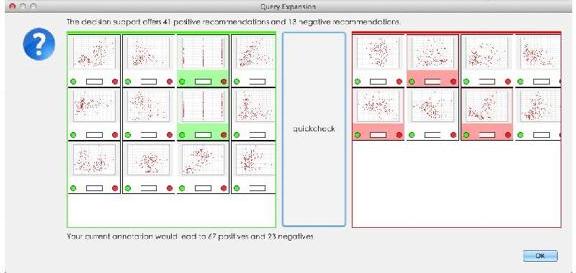 Query Expansion
The decision support offers 41 positive recommendations and 13 negative recommendations.
quickcheck
Your current annotation would lead to 67 positives and 23 negatives
OK